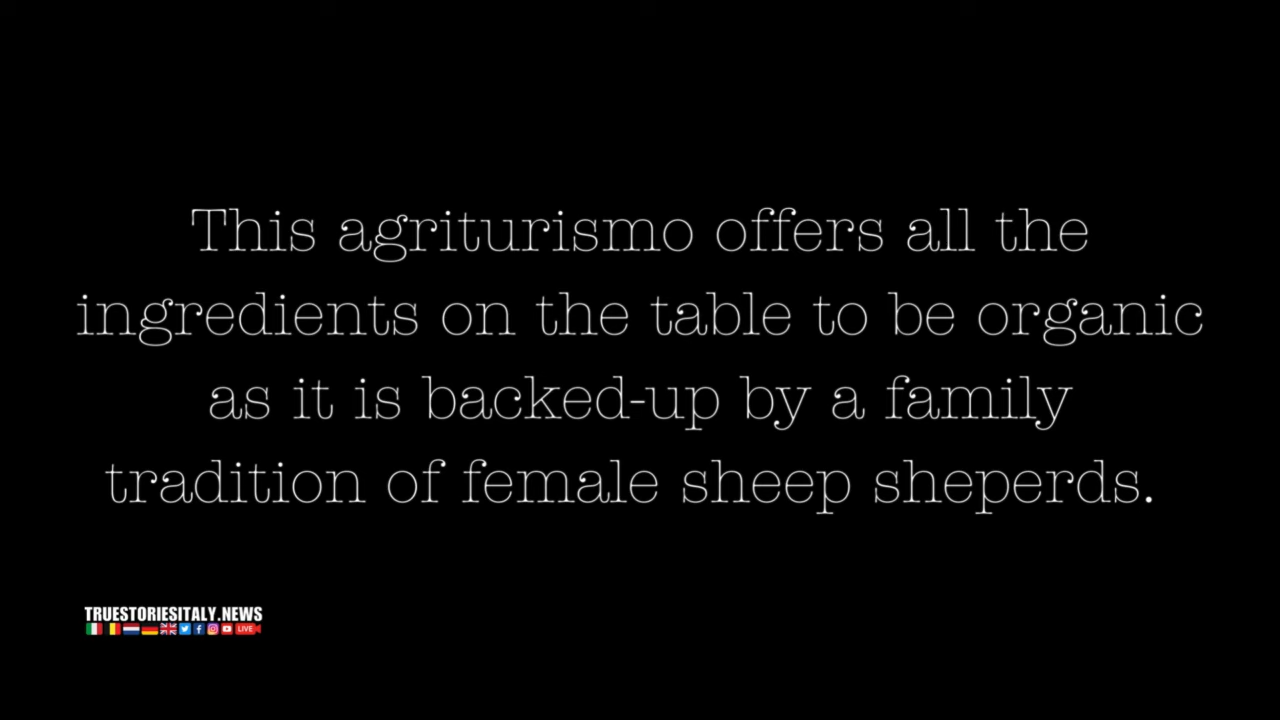 This agriturismo offers all the
ingredients on the table to be organic
as it is backed-up by a family
tradition of female sheep sheperds.
TRUESTORIESITALY.NEWS
LIVE